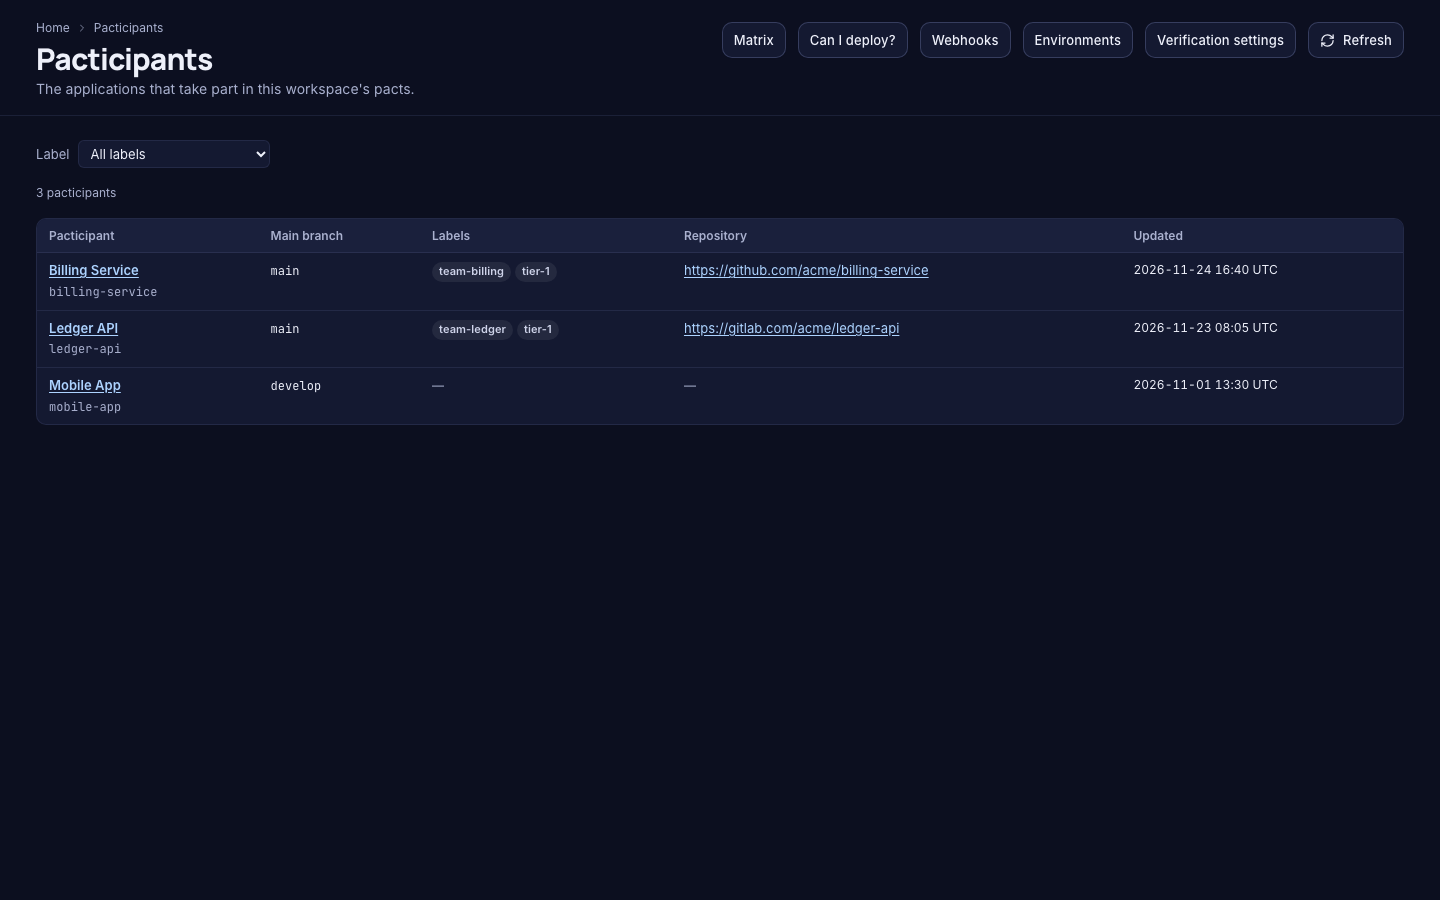 Home > Pacticipants
Pacticipants
The applications that take part in this workspace's pacts.
Matrix
Can I deploy?
Webhooks
Environments
Verification settings
Refresh
Label All labels
3 pacticipants
Pacticipant Main branch Labels Repository Updated
Billing Service main team-billing tier-1 https://github.com/acme/billing-service 2026-11-24 16:40 UTC
billing-service
Ledger API main team-ledger tier-1 https://gitlab.com/acme/ledger-api 2026-11-23 08:05 UTC
ledger-api
Mobile App develop — — 2026-11-01 13:30 UTC
mobile-app